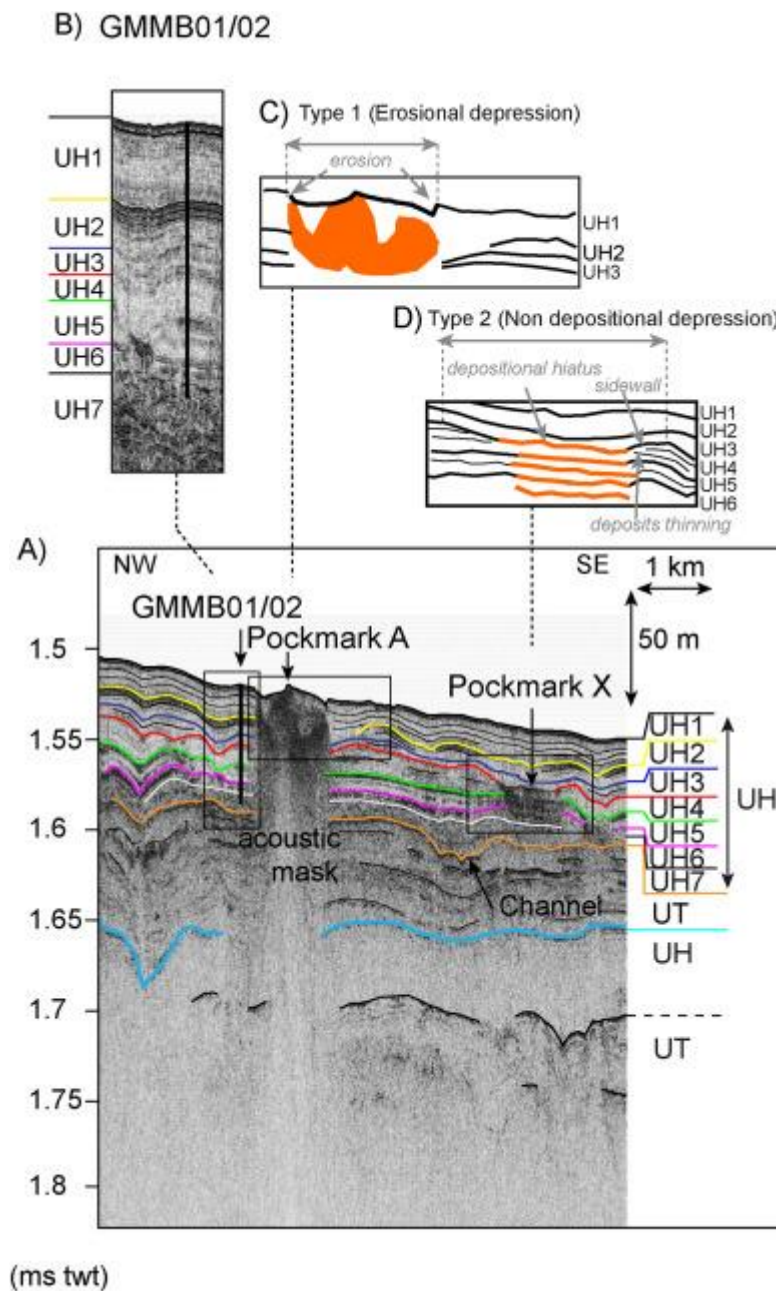 B) GMMB01/02
UH1
UH2
UH3
UH4
UH5
UH6
UH7
C) Type 1 (Erosional depression)
erosion
UH1
UH2
UH3
D) Type 2 (Non depositional depression)
depositional hiatus
sidewall
UH1
UH2
UH3
UH4
UH5
UH6
deposits thinning
A)
NW
SE
1 km
GMMB01/02
50 m
Pockmark A
Pockmark X
1.5
1.55
1.6
1.65
1.7
1.75
1.8
acoustic
mask
Channel
UH1
UH2
UH3
UH4
UH5
UH6
UH7
UH
UT
UH
UT
(ms twt)